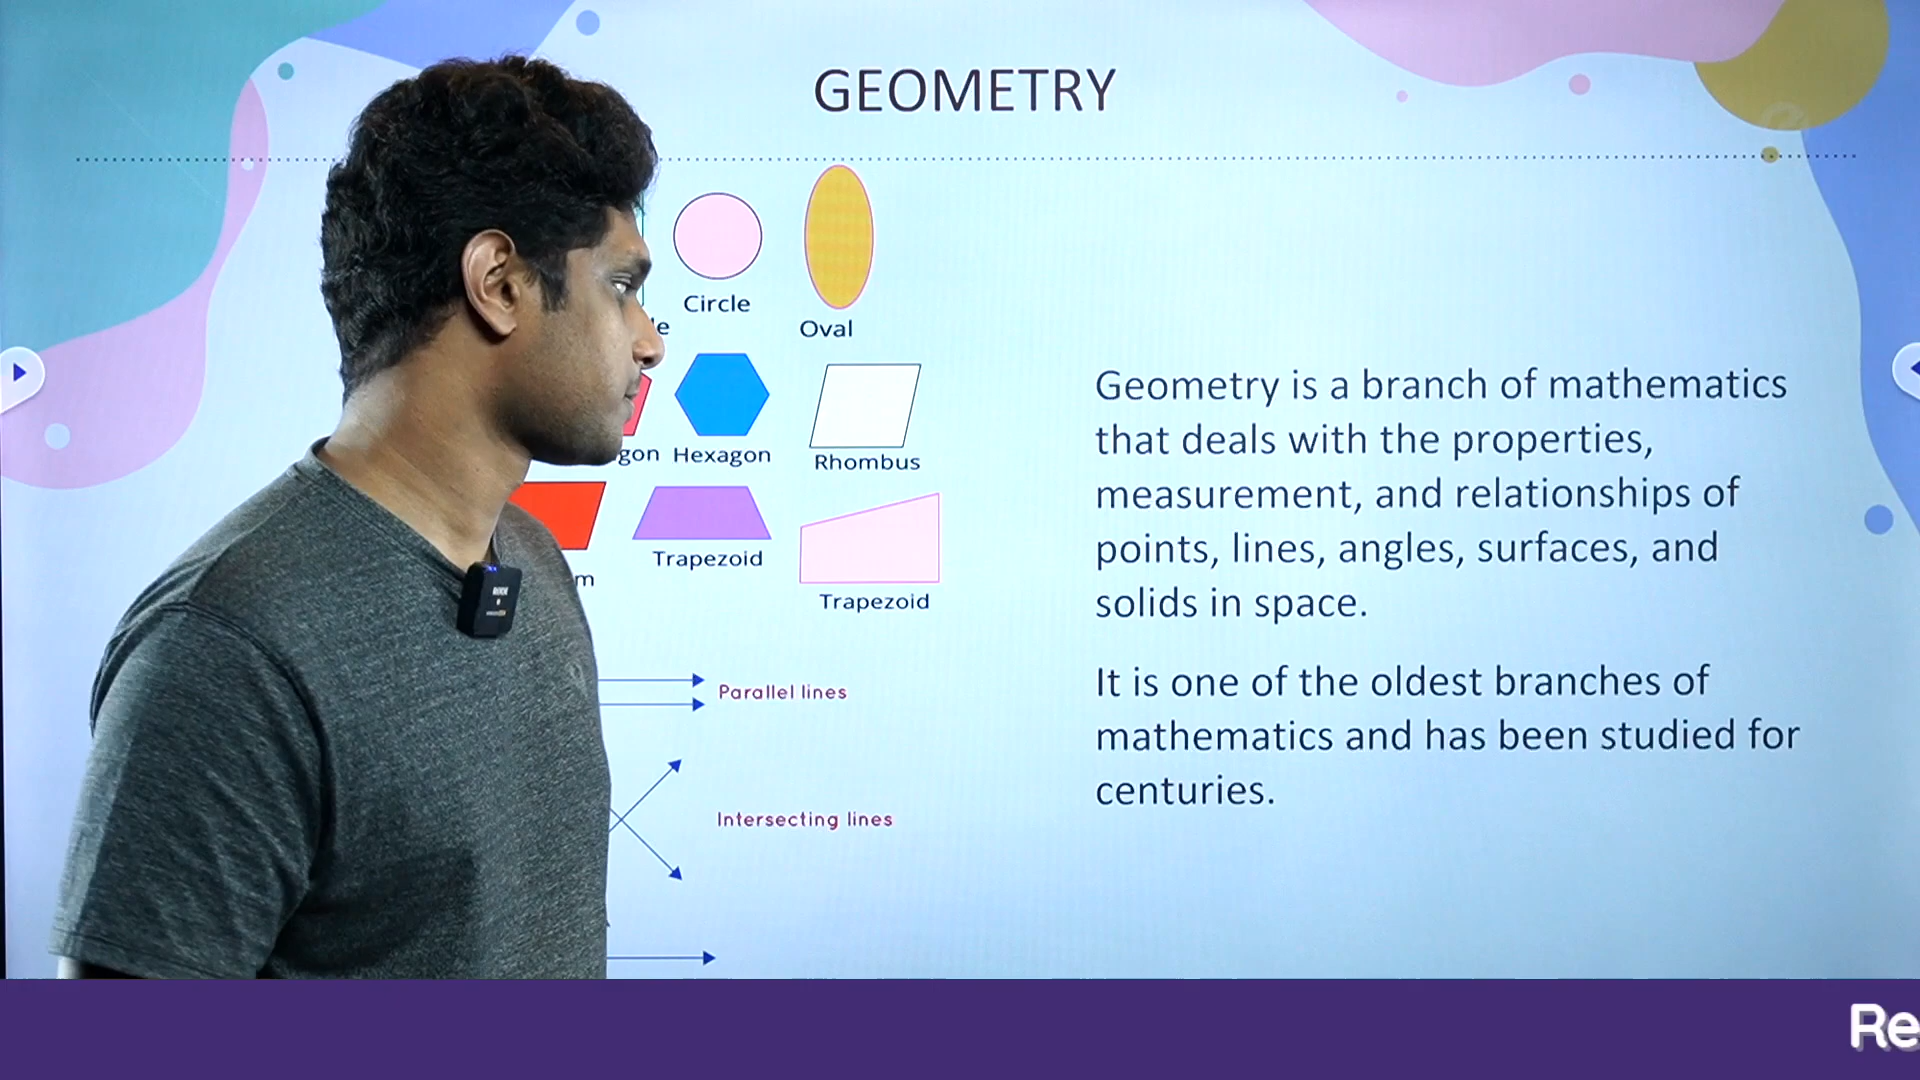 GEOMETRY
Circle
Oval
Hexagon
Rhombus
Trapezoid
Trapezoid
Parallel lines
Intersecting lines
Geometry is a branch of mathematics
that deals with the properties,
measurement, and relationships of
points, lines, angles, surfaces, and
solids in space.
It is one of the oldest branches of
mathematics and has been studied for
centuries.
Re